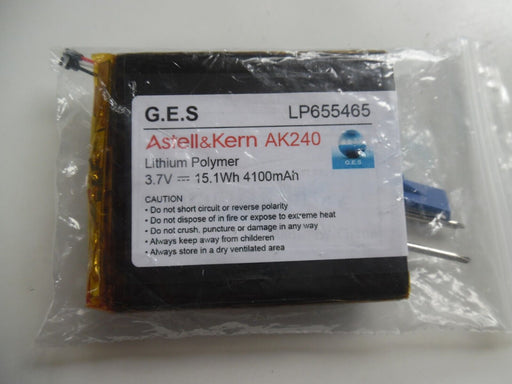 G.E.S LP655465
Astell&Kern AK240
Lithium Polymer
3.7V 15.1Wh 4100mAh
G.E.S
CAUTION
• Do not short circuit or reverse polarity
• Do not dispose of in fire or expose to extreme heat
• Do not crush, puncture or damage in any way
• Always keep away from childeren
• Always store in a dry ventilated area